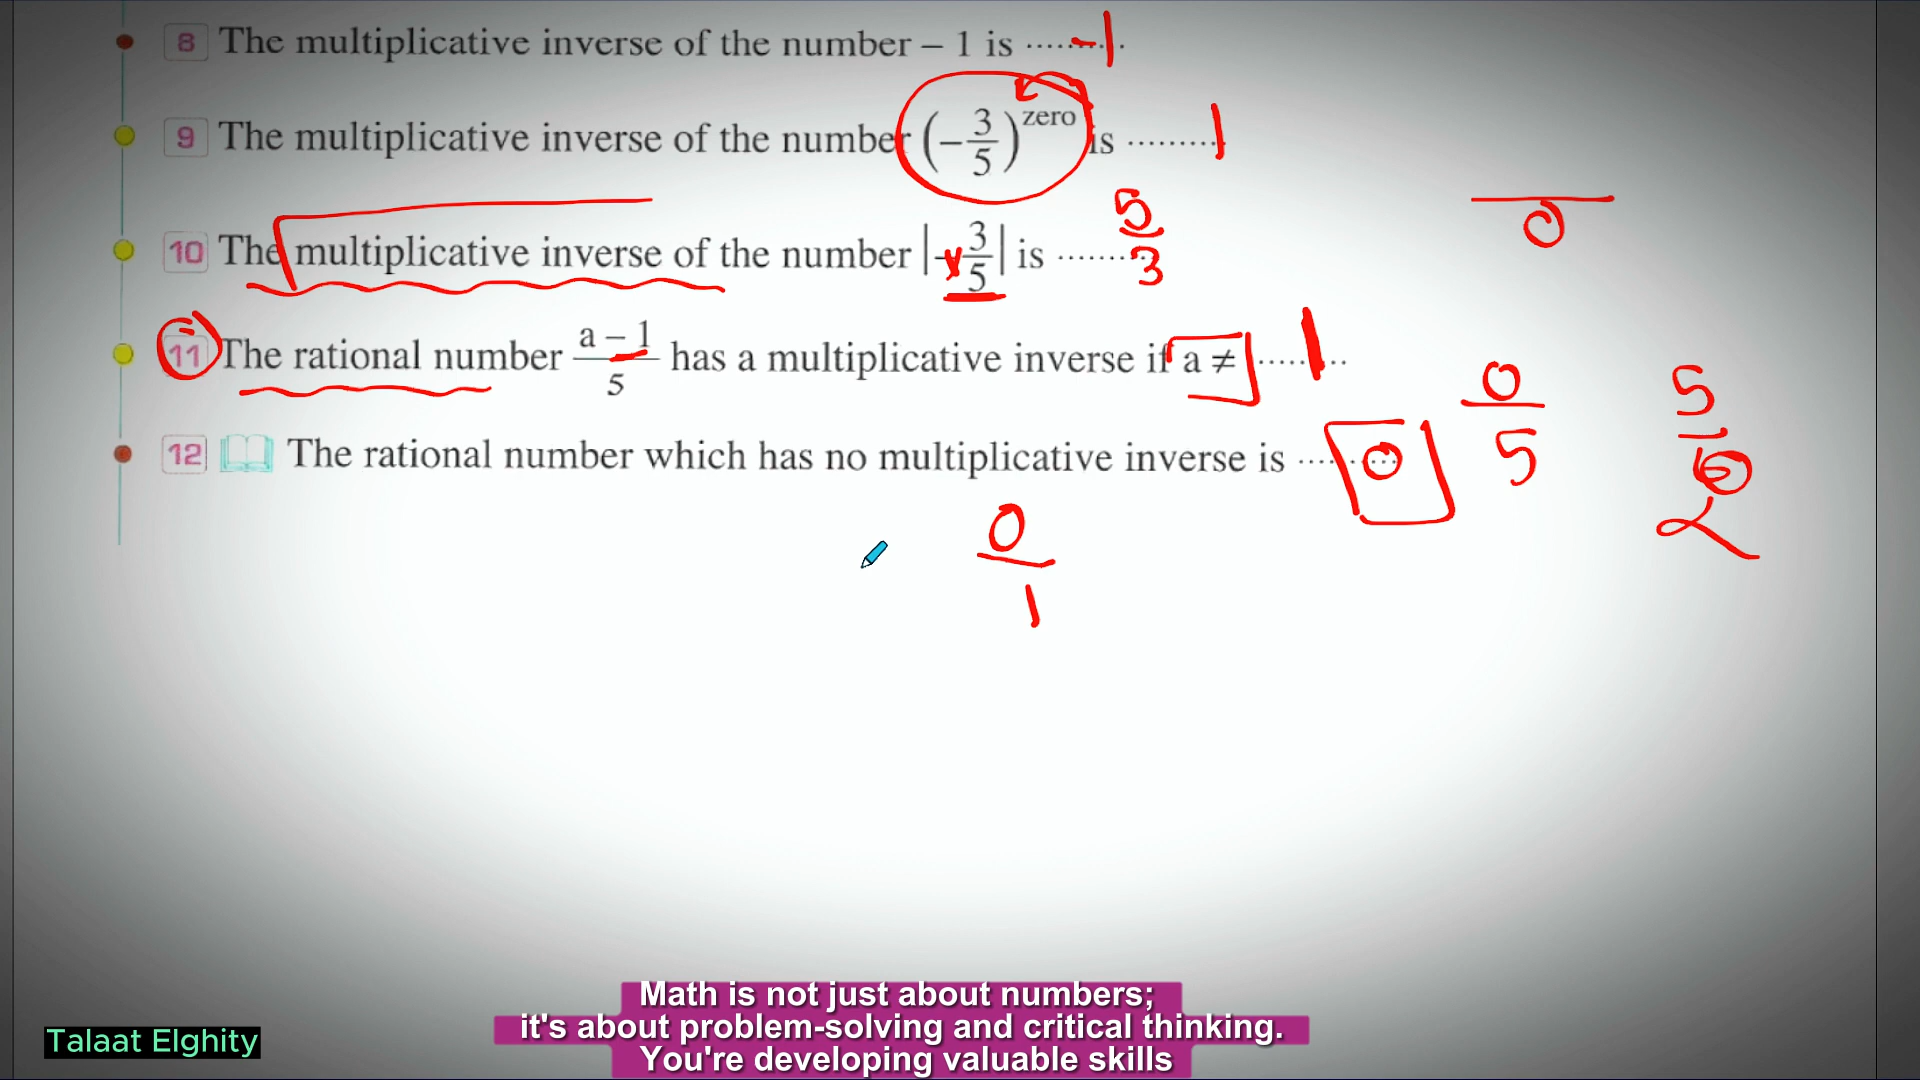 8 The multiplicative inverse of the number – 1 is ........ -1
9 The multiplicative inverse of the number (–3/5)^zero is ......... 1
10 The multiplicative inverse of the number |–3/5| is ........ 5/3
0
11 The rational number a – 1/5 has a multiplicative inverse if a ≠ ........ 1
0/5
5/0
12 The rational number which has no multiplicative inverse is ........ 0
0/1
Math is not just about numbers;
it's about problem-solving and critical thinking.
You're developing valuable skills
Talaat Elghity